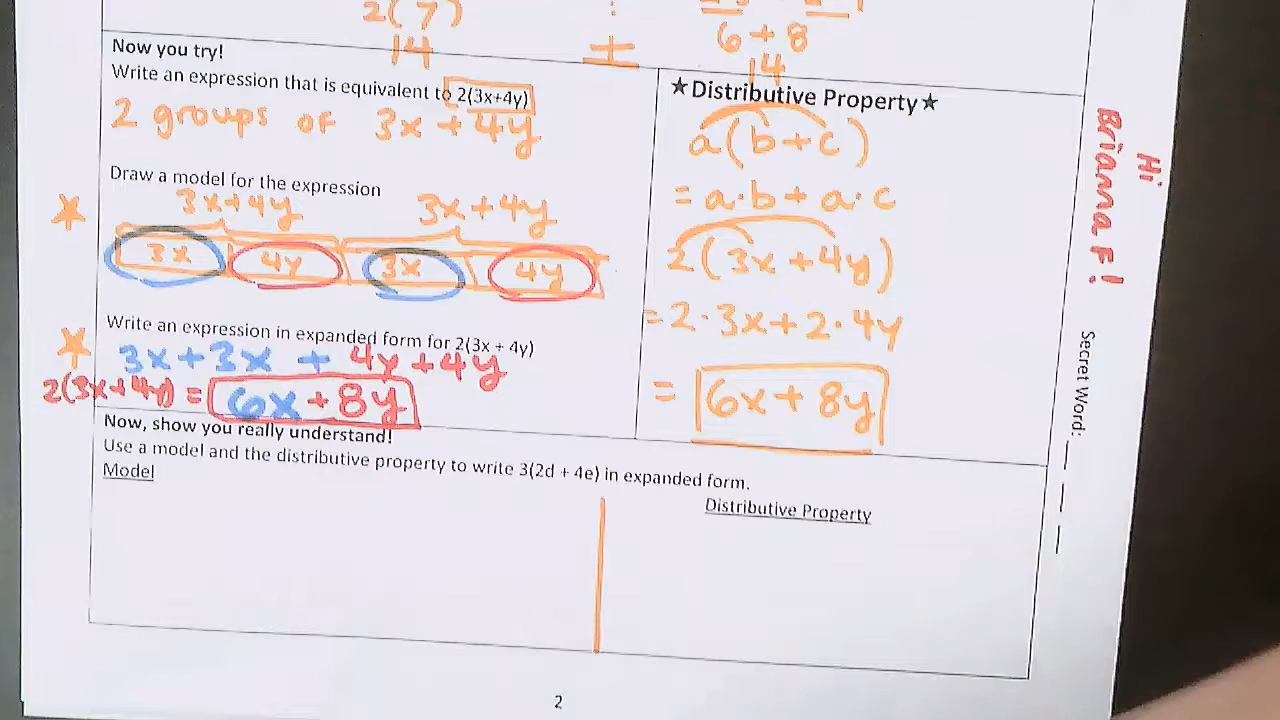 2(7)
14
6 + 8
14
Now you try!
Write an expression that is equivalent to 2(3x+4y)
2 groups of 3x + 4y
Draw a model for the expression
3x+4y 3x+4y
3x 4y 3x 4y
Write an expression in expanded form for 2(3x + 4y)
3x+3x + 4y+4y
2(3x+4y) = 6x+8y
★Distributive Property★
a(b+c)
= a·b + a·c
2(3x+4y)
=2·3x+2·4y
= 6x+8y
Now, show you really understand!
Use a model and the distributive property to write 3(2d + 4e) in expanded form.
Model
Distributive Property
2
Hi
Brianna F!
Secret Word: _ _ _